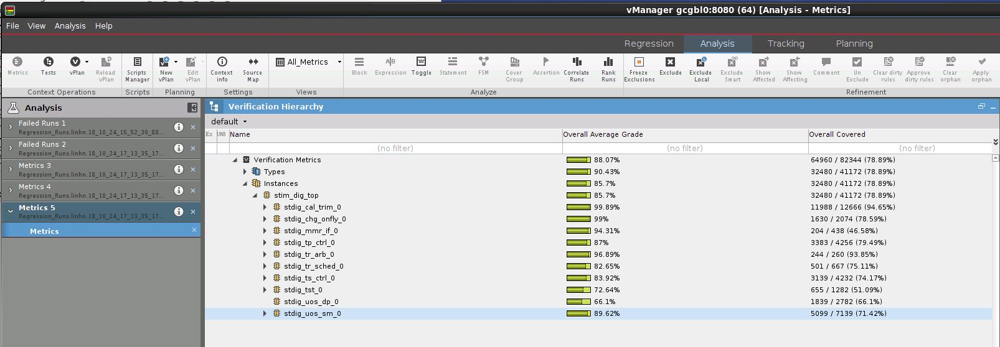 vManager gcgbl0:8080 (64) [Analysis - Metrics]
File View Analysis Help
Regression Analysis Tracking Planning
Metrics Tests vPlan Reload vPlan Scripts Manager New vPlan Edit vPlan Context info Source Map All_Metrics Block Expression Toggle Statement FSM Cover Group Assertion Correlate Runs Rank Runs Freeze Exclusions Exclude Exclude Local Exclude Smart Show Affected Show Affecting Comment Un Exclude Clear dirty rules Approve dirty rules Clear orphan Apply orphan
Context Operations Scripts Planning Settings Views Analyze Refinement
Analysis
Failed Runs 1
Regression_Runs.linhn.18_10_24_15_52_30_88...
Failed Runs 2
Regression_Runs.linhn.18_10_24_17_13_35_17...
Metrics 3
Regression_Runs.linhn.18_10_24_17_13_35_17...
Metrics 4
Regression_Runs.linhn.18_10_24_17_13_35_17...
Metrics 5
Regression_Runs.linhn.18_10_24_17_13_35_17...
Metrics
Verification Hierarchy
default
Ex UNR Name Overall Average Grade Overall Covered
(no filter) (no filter) (no filter)
Verification Metrics 88.07% 64960 / 82344 (78.89%)
Types 90.43% 32480 / 41172 (78.89%)
Instances 85.7% 32480 / 41172 (78.89%)
stim_dig_top 85.7% 32480 / 41172 (78.89%)
stdig_cal_trim_0 99.89% 11988 / 12666 (94.65%)
stdig_chg_onfly_0 99% 1630 / 2074 (78.59%)
stdig_mmr_if_0 94.31% 204 / 438 (46.58%)
stdig_tp_ctrl_0 87% 3383 / 4256 (79.49%)
stdig_tr_arb_0 96.89% 244 / 260 (93.85%)
stdig_tr_sched_0 82.65% 501 / 667 (75.11%)
stdig_ts_ctrl_0 83.92% 3139 / 4232 (74.17%)
stdig_tst_0 72.64% 655 / 1282 (51.09%)
stdig_uos_dp_0 66.1% 1839 / 2782 (66.1%)
stdig_uos_sm_0 89.62% 5099 / 7139 (71.42%)